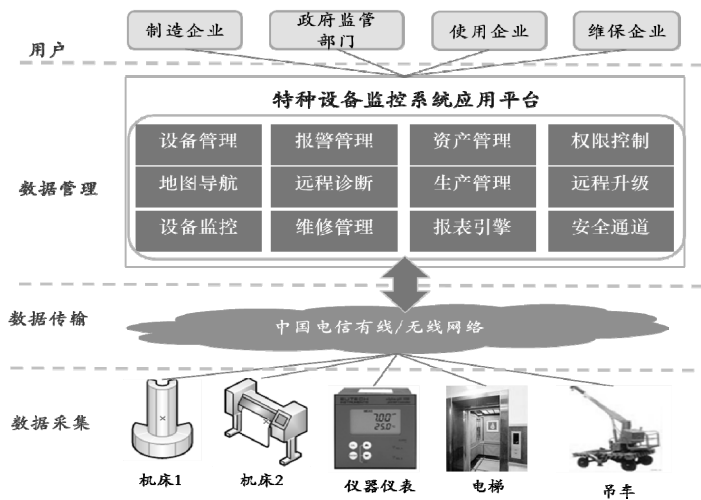 制造企业
政府监管
部门
使用企业
维保企业
用户
特种设备监控系统应用平台
设备管理
报警管理
资产管理
权限控制
数据管理
地图导航
远程诊断
生产管理
远程升级
设备监控
维修管理
报表引擎
安全通道
数据传输
中国电信有线/无线网络
数据采集
7.00
25.0
机床1
机床2
仪器仪表
电梯
吊车